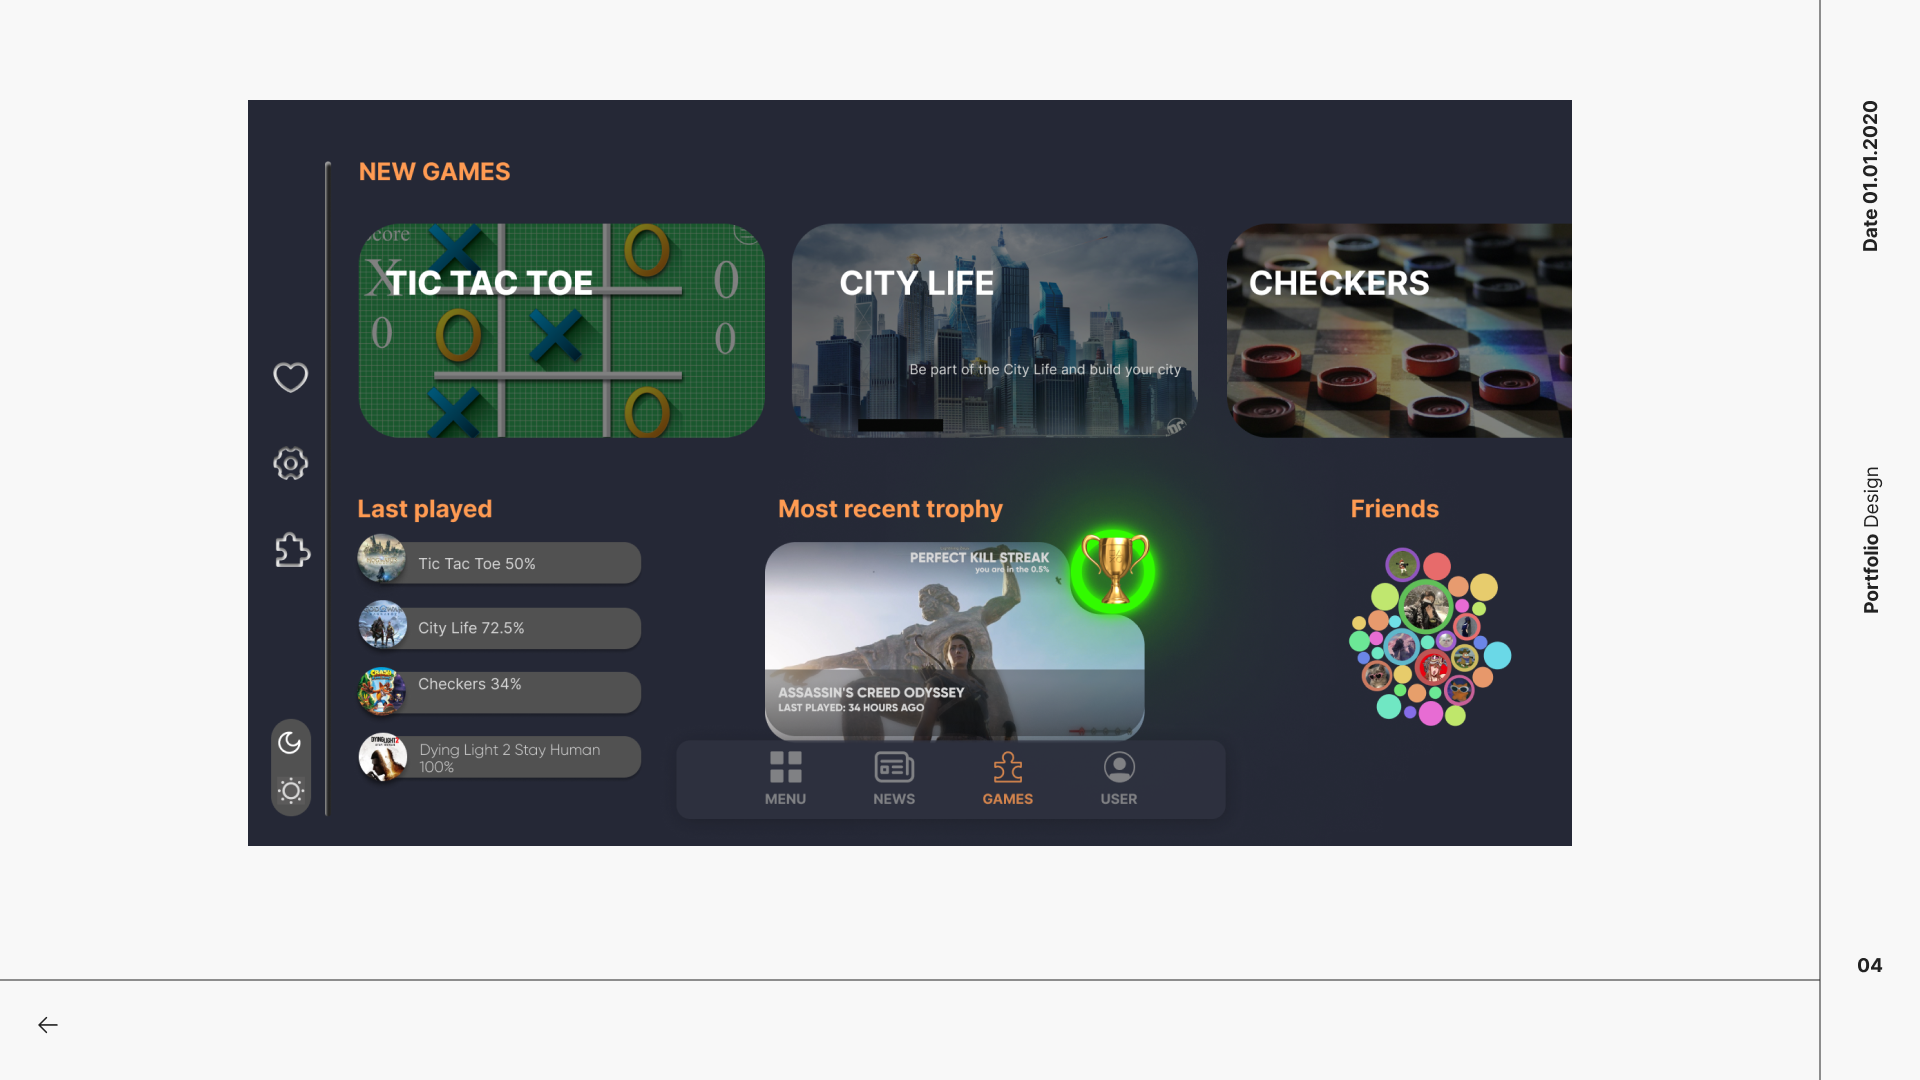 NEW GAMES
core
X
0
0
0
TIC TAC TOE
CITY LIFE
Be part of the City Life and build your city
CHECKERS
Last played
Tic Tac Toe 50%
City Life 72.5%
Checkers 34%
DYING LIGHT 2
Dying Light 2 Stay Human
100%
Most recent trophy
PERFECT KILL STREAK
you are in the 0.5%
ASSASSIN'S CREED ODYSSEY
LAST PLAYED: 34 HOURS AGO
Friends
MENU
NEWS
GAMES
USER
Date 01.01.2020
Portfolio Design
04